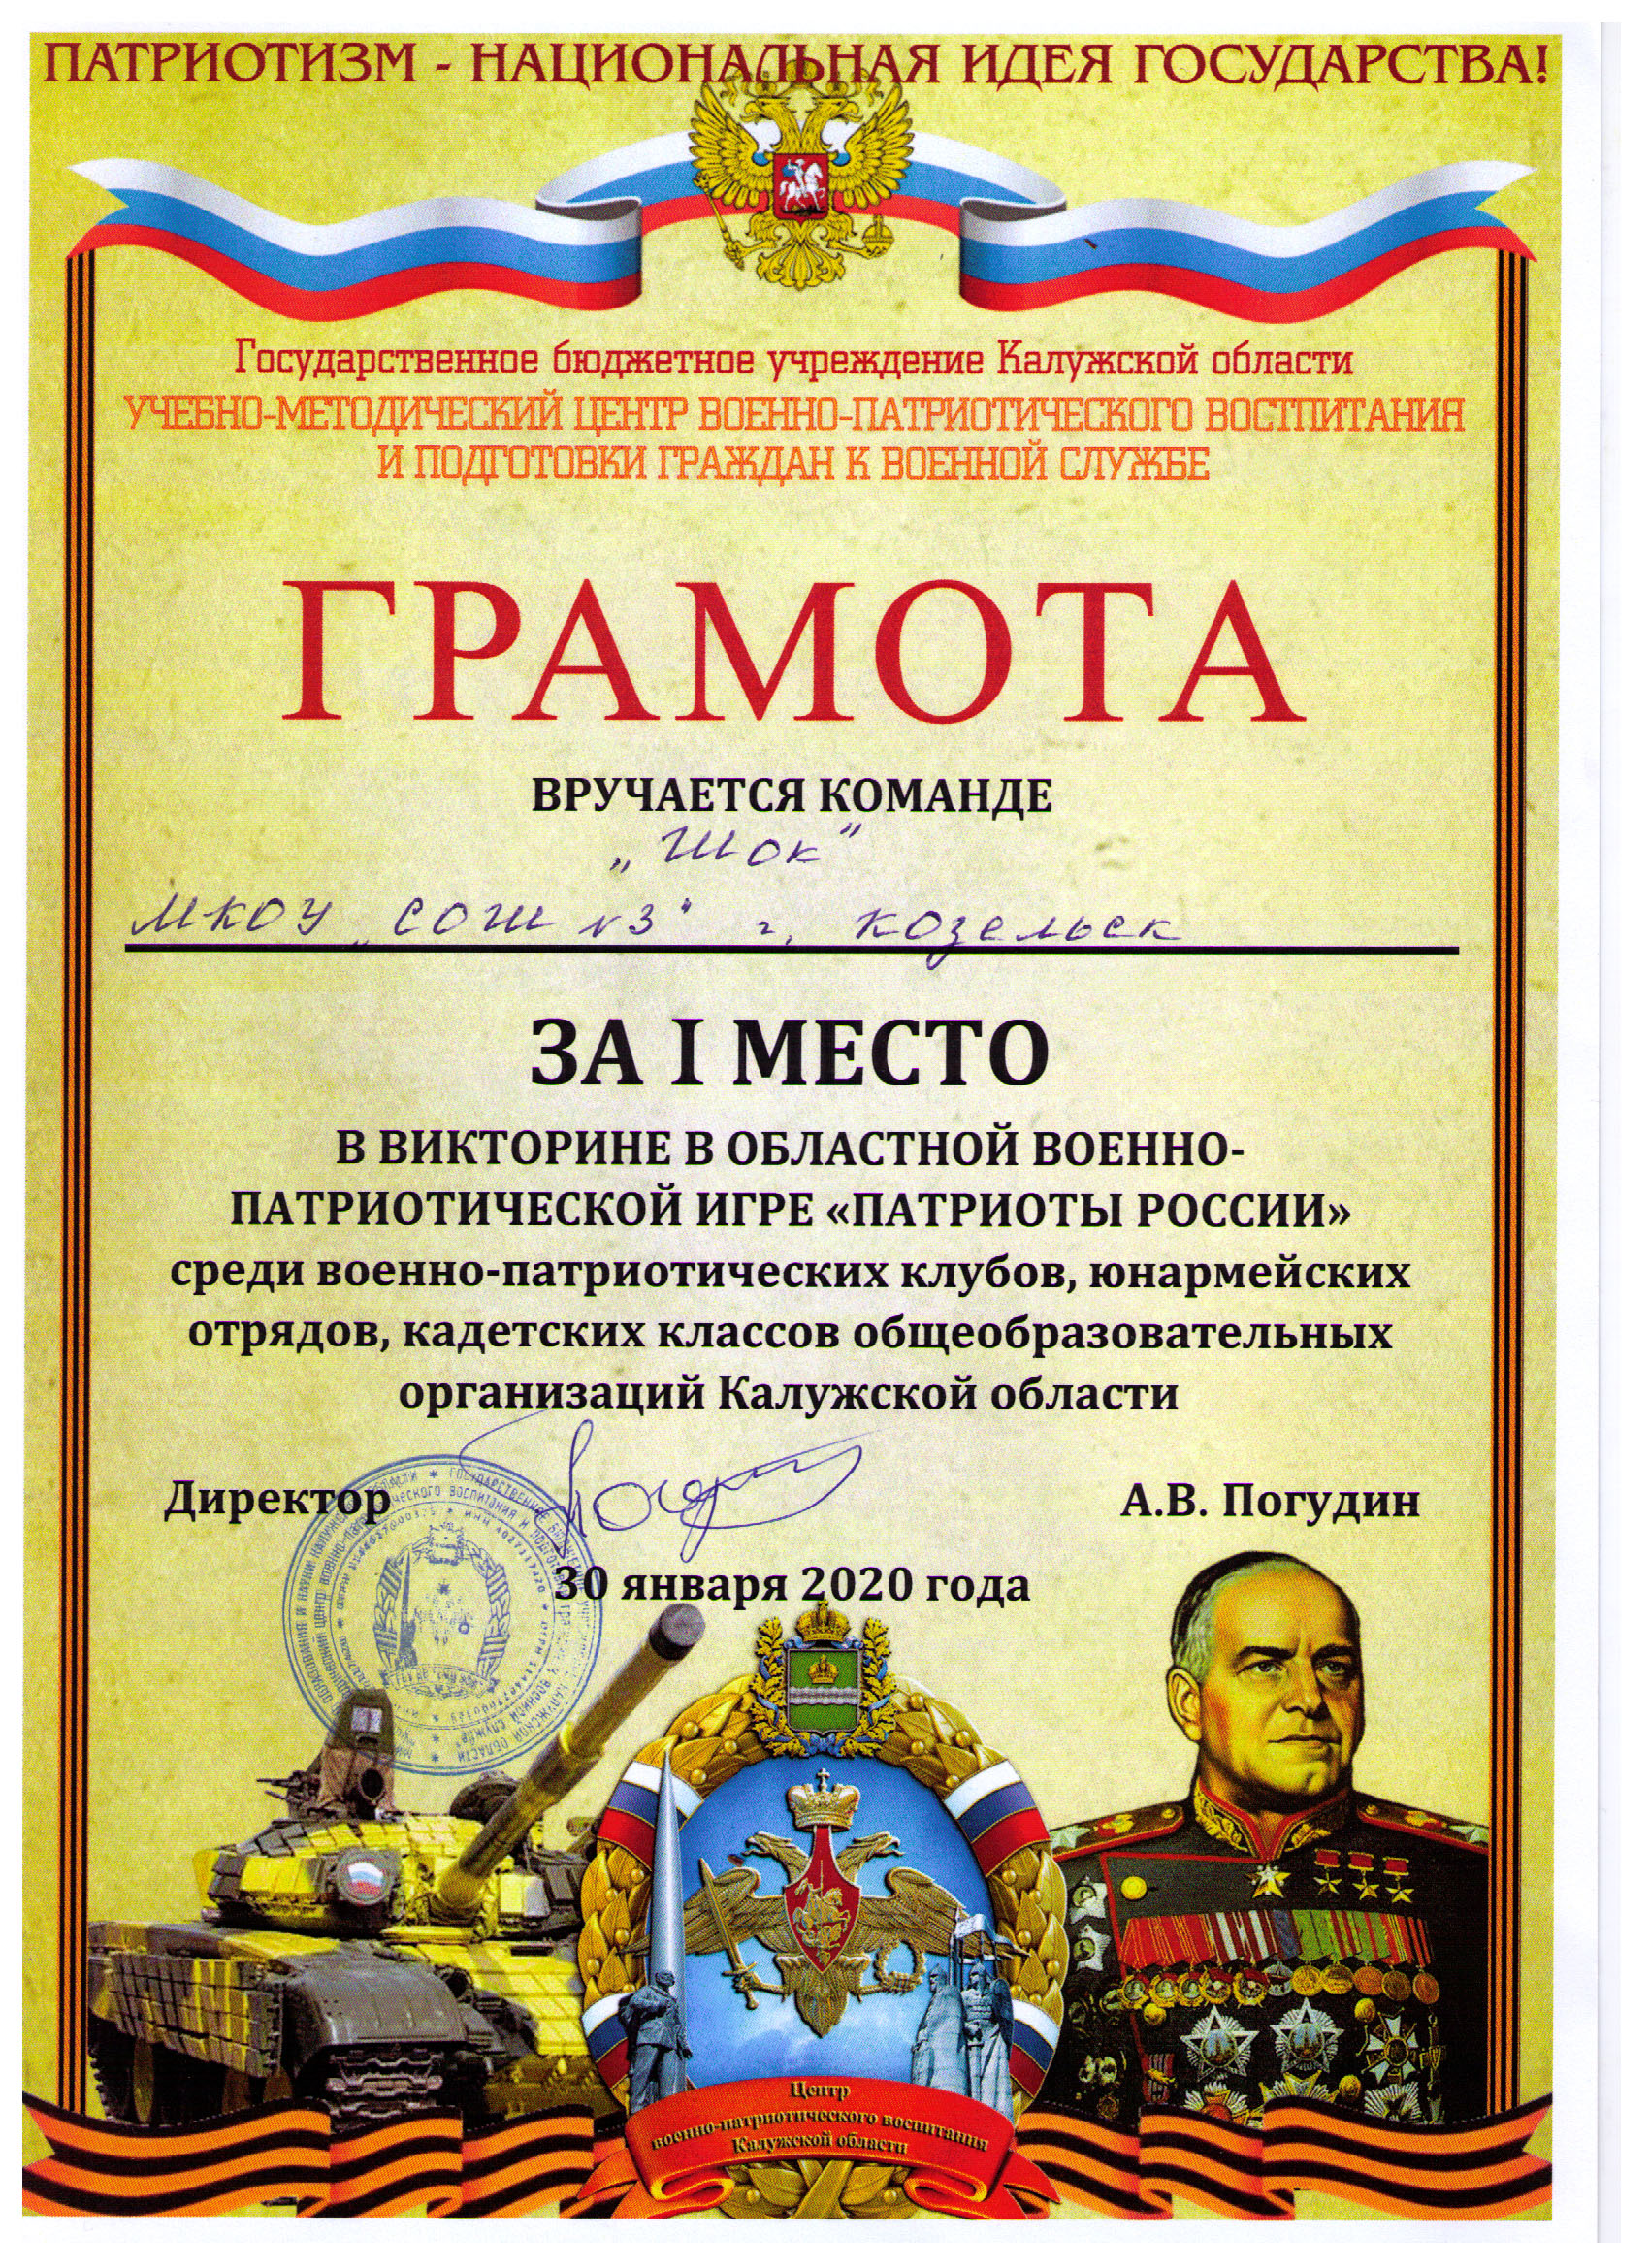 ПАТРИОТИЗМ - НАЦИОНАЛЬНАЯ ИДЕЯ ГОСУДАРСТВА!
Государственное бюджетное учреждение Калужской области
УЧЕБНО-МЕТОДИЧЕСКИЙ ЦЕНТР ВОЕННО-ПАТРИОТИЧЕСКОГО ВОСПИТАНИЯ
И ПОДГОТОВКИ ГРАЖДАН К ВОЕННОЙ СЛУЖБЕ
ГРАМОТА
ВРУЧАЕТСЯ КОМАНДЕ
„Шок"
МКОУ „СОШ №3" г. Козельск
ЗА I МЕСТО
В ВИКТОРИНЕ В ОБЛАСТНОЙ ВОЕННО-
ПАТРИОТИЧЕСКОЙ ИГРЕ «ПАТРИОТЫ РОССИИ»
среди военно-патриотических клубов, юнармейских
отрядов, кадетских классов общеобразовательных
организаций Калужской области
Директор
А.В. Погудин
30 января 2020 года
Центр
военно-патриотического воспитания
Калужской области